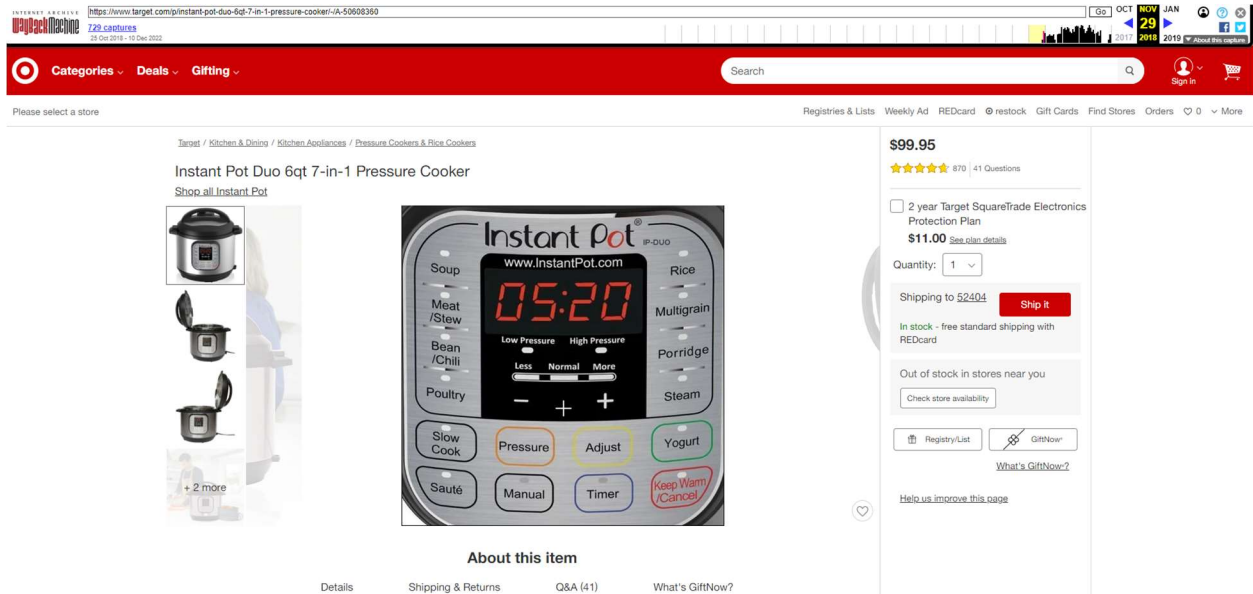 INTERNET ARCHIVE
WayBackMachine
https://www.target.com/p/instant-pot-duo-6qt-7-in-1-pressure-cooker/-/A-50608360
Go
OCT NOV JAN
729 captures
29
25 Oct 2018 - 10 Dec 2022
2017 2018 2019
About this capture
Categories
Deals
Gifting
Search
Sign in
Please select a store
Registries & Lists
Weekly Ad
REDcard
restock
Gift Cards
Find Stores
Orders
0
More
Target / Kitchen & Dining / Kitchen Appliances / Pressure Cookers & Rice Cookers
Instant Pot Duo 6qt 7-in-1 Pressure Cooker
Shop all Instant Pot
+ 2 more
Instant Pot® IP-DUO
www.InstantPot.com
05:20
Soup
Meat
/Stew
Bean
/Chili
Poultry
Low Pressure High Pressure
Less Normal More
− + +
Rice
Multigrain
Porridge
Steam
Slow
Cook
Pressure
Adjust
Yogurt
Sauté
Manual
Timer
Keep Warm
/Cancel
$99.95
870
41 Questions
2 year Target SquareTrade Electronics
Protection Plan
$11.00 See plan details
Quantity: 1
Shipping to 52404
Ship it
In stock - free standard shipping with
REDcard
Out of stock in stores near you
Check store availability
Registry/List
GiftNow
What's GiftNow?
Help us improve this page
About this item
Details
Shipping & Returns
Q&A (41)
What's GiftNow?